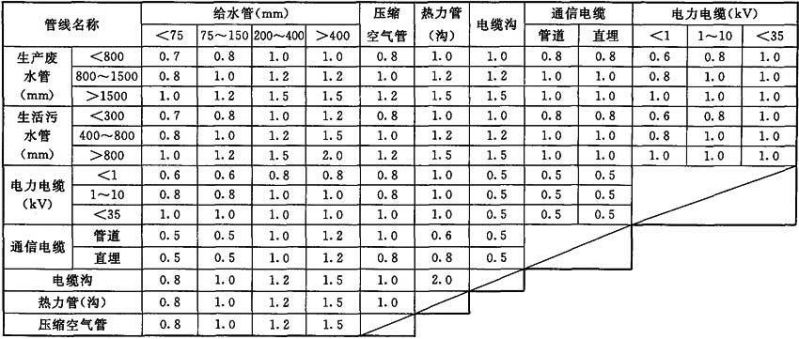 管线名称 给水管(mm) 压缩空气管 热力管(沟) 电缆沟 通信电缆 电力电缆(kV)
<75 75～150 200～400 >400 管道 直埋 <1 1～10 <35
生产废水管(mm) <800 0.7 0.8 1.0 1.0 0.8 1.0 1.0 0.8 0.8 0.6 0.8 1.0
800～1500 0.8 1.0 1.2 1.2 1.0 1.2 1.2 1.0 1.0 0.8 1.0 1.0
>1500 1.0 1.2 1.5 1.5 1.2 1.5 1.5 1.0 1.0 1.0 1.0 1.0
生活污水管(mm) <300 0.7 0.8 1.0 1.2 0.8 1.0 1.0 0.8 0.8 0.6 0.8 1.0
400～800 0.8 1.0 1.2 1.5 1.0 1.2 1.2 1.0 1.0 0.8 1.0 1.0
>800 1.0 1.2 1.5 2.0 1.2 1.5 1.5 1.0 1.0 1.0 1.0 1.0
电力电缆(kV) <1 0.6 0.6 0.8 0.8 0.8 1.0 0.5 0.5 0.5
1～10 0.8 0.8 1.0 1.0 0.8 1.0 0.5 0.5 0.5
<35 1.0 1.0 1.0 1.0 1.0 1.0 0.5 0.5 0.5
通信电缆 管道 0.5 0.5 1.0 1.2 1.0 0.6 0.5
直埋 0.5 0.5 1.0 1.2 0.8 0.8 0.5
电缆沟 0.8 1.0 1.2 1.5 1.0 2.0
热力管(沟) 0.8 1.0 1.2 1.5 1.0
压缩空气管 0.8 1.0 1.2 1.5